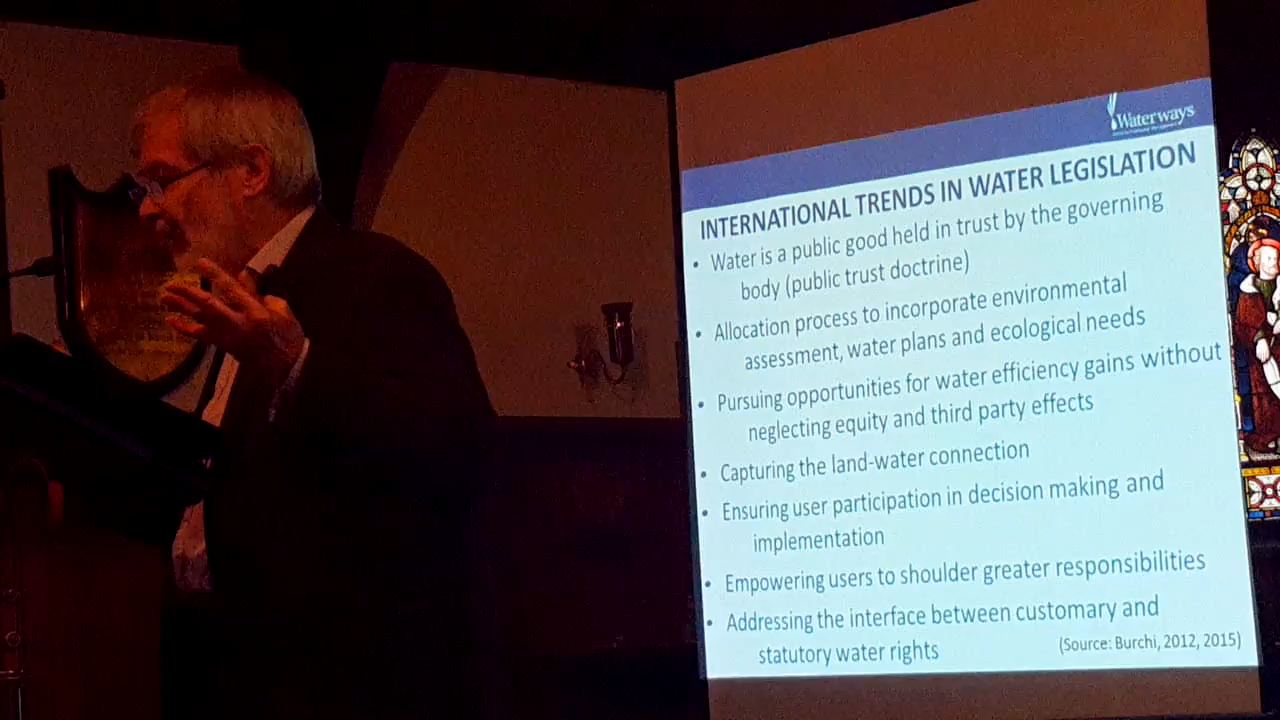 Waterways
INTERNATIONAL TRENDS IN WATER LEGISLATION
• Water is a public good held in trust by the governing
body (public trust doctrine)
• Allocation process to incorporate environmental
assessment, water plans and ecological needs
• Pursuing opportunities for water efficiency gains without
neglecting equity and third party effects
• Capturing the land-water connection
• Ensuring user participation in decision making and
implementation
• Empowering users to shoulder greater responsibilities
• Addressing the interface between customary and
statutory water rights
(Source: Burchi, 2012, 2015)